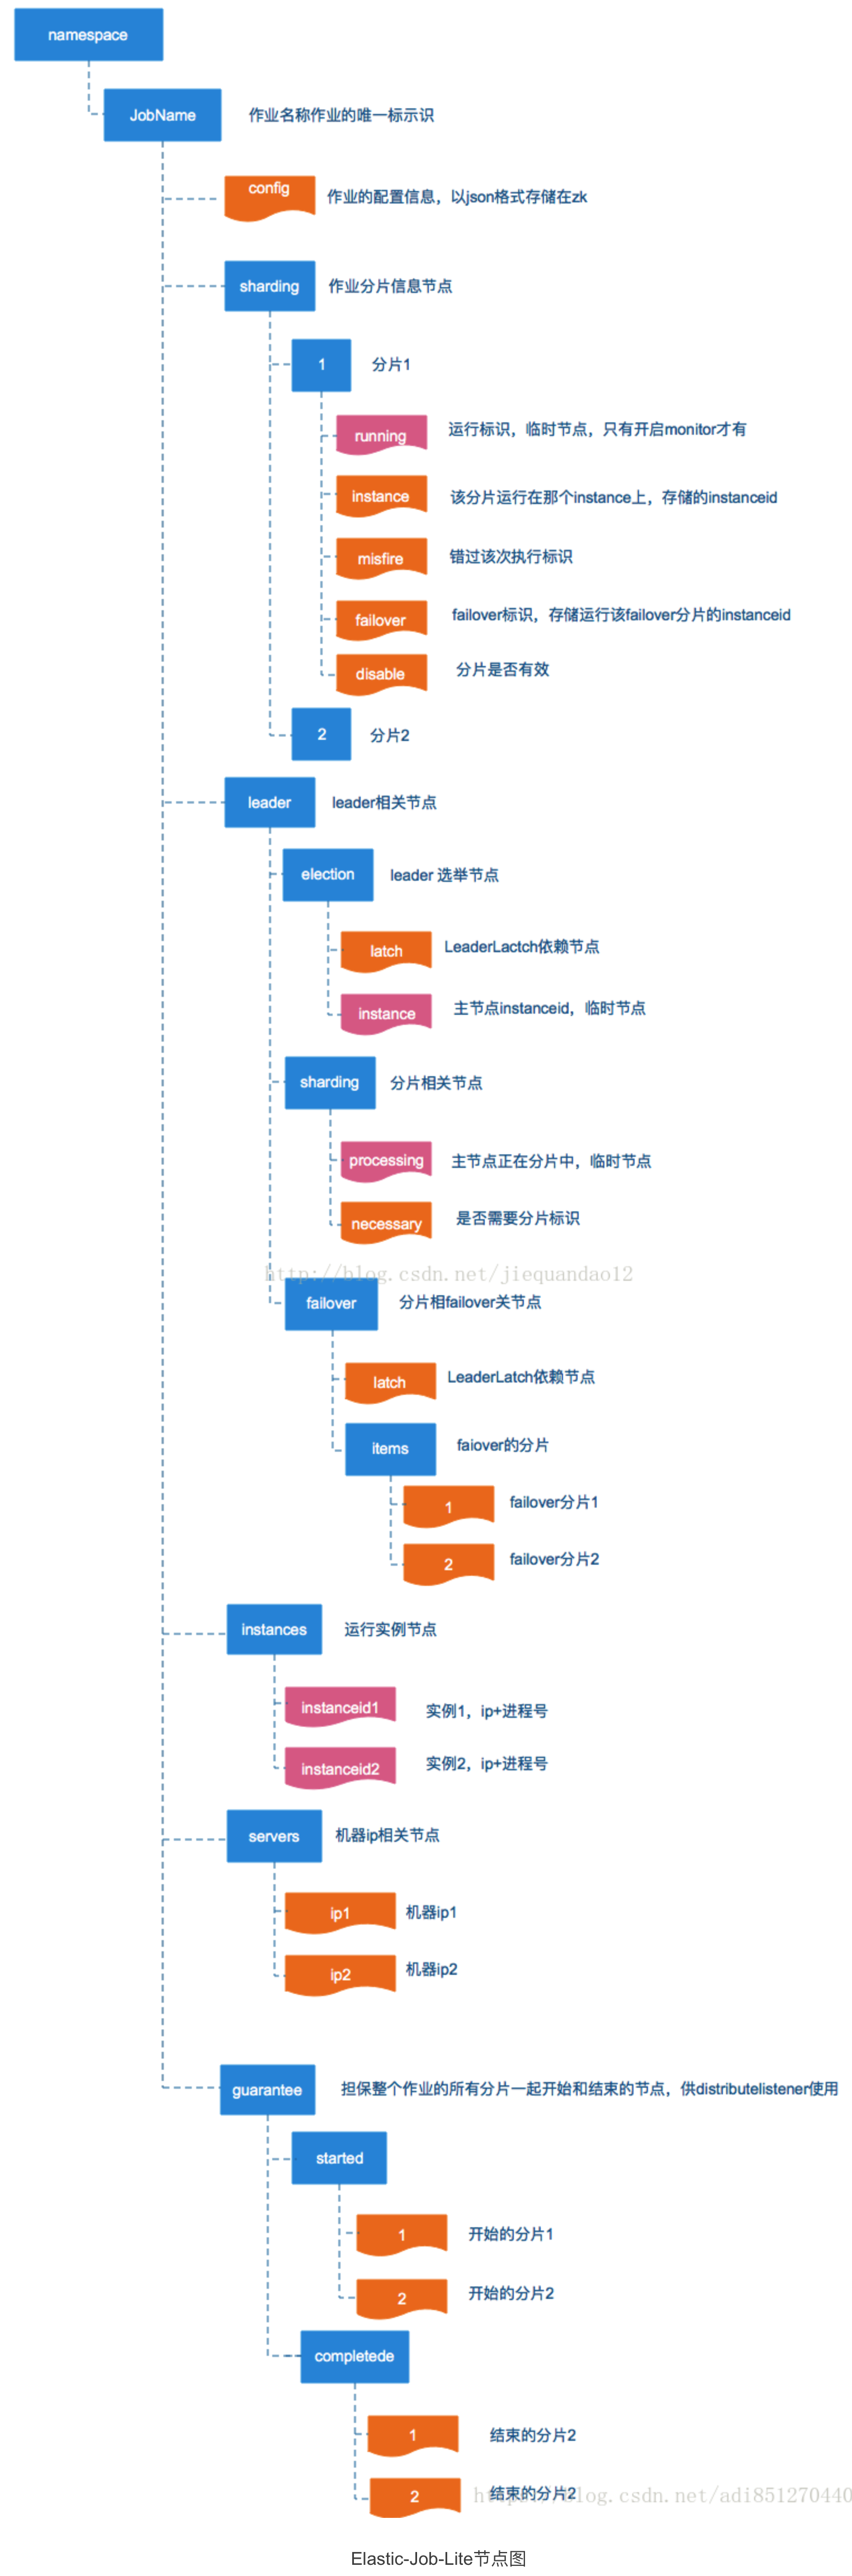 namespace
JobName 作业名称作业的唯一标示识
config 作业的配置信息，以json格式存储在zk
sharding 作业分片信息节点
1 分片1
running 运行标识，临时节点，只有开启monitor才有
instance 该分片运行在那个instance上，存储的instanceid
misfire 错过该次执行标识
failover failover标识，存储运行该failover分片的instanceid
disable 分片是否有效
2 分片2
leader leader相关节点
election leader 选举节点
latch LeaderLactch依赖节点
instance 主节点instanceid，临时节点
sharding 分片相关节点
processing 主节点正在分片中，临时节点
necessary 是否需要分片标识
http://blog.csdn.net/jiequandao12
failover 分片相failover关节点
latch LeaderLatch依赖节点
items faiover的分片
1 failover分片1
2 failover分片2
instances 运行实例节点
instanceid1 实例1，ip+进程号
instanceid2 实例2，ip+进程号
servers 机器ip相关节点
ip1 机器ip1
ip2 机器ip2
guarantee 担保整个作业的所有分片一起开始和结束的节点，供distributelistener使用
started
1 开始的分片1
2 开始的分片2
completede
1 结束的分片2
2 结束的分片2
https://blog.csdn.net/adi851270440
Elastic-Job-Lite节点图